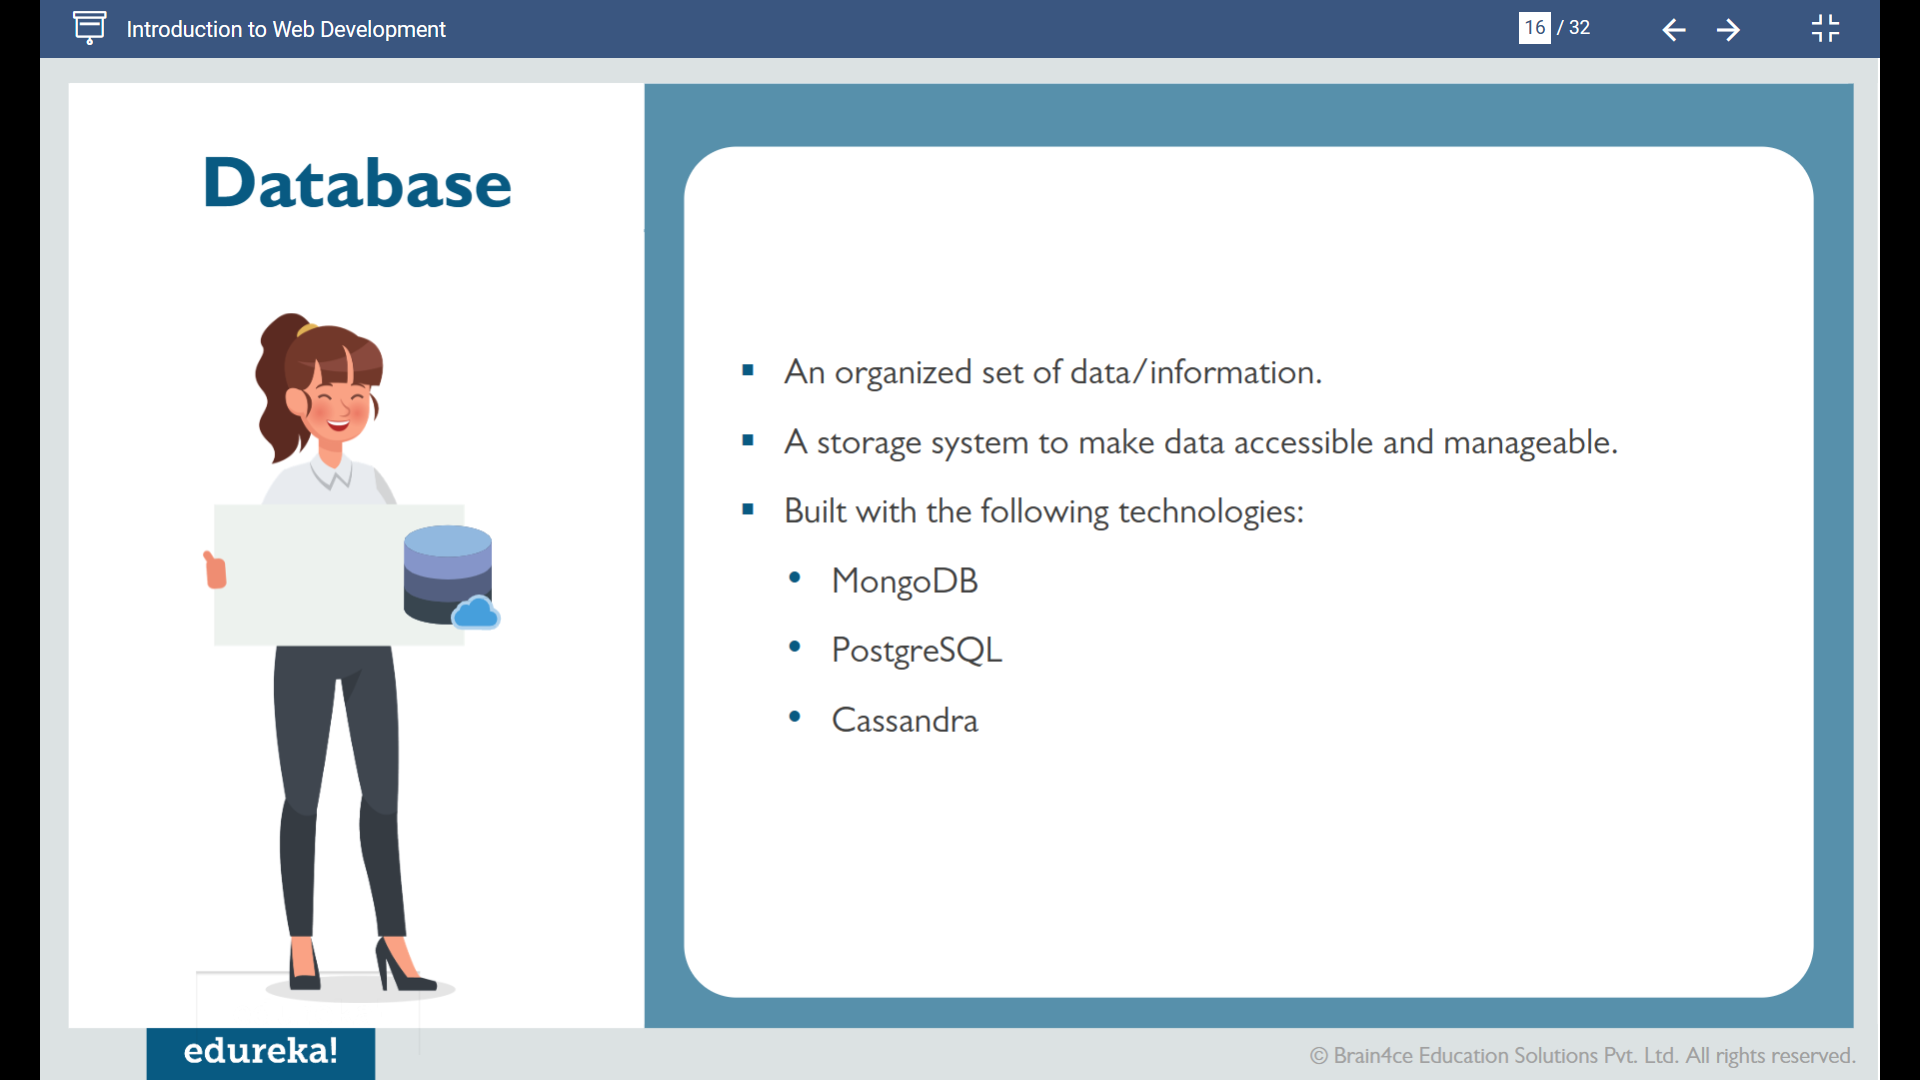 Introduction to Web Development
16 / 32
Database
▪ An organized set of data/information.
▪ A storage system to make data accessible and manageable.
▪ Built with the following technologies:
• MongoDB
• PostgreSQL
• Cassandra
edureka!
© Brain4ce Education Solutions Pvt. Ltd. All rights reserved.